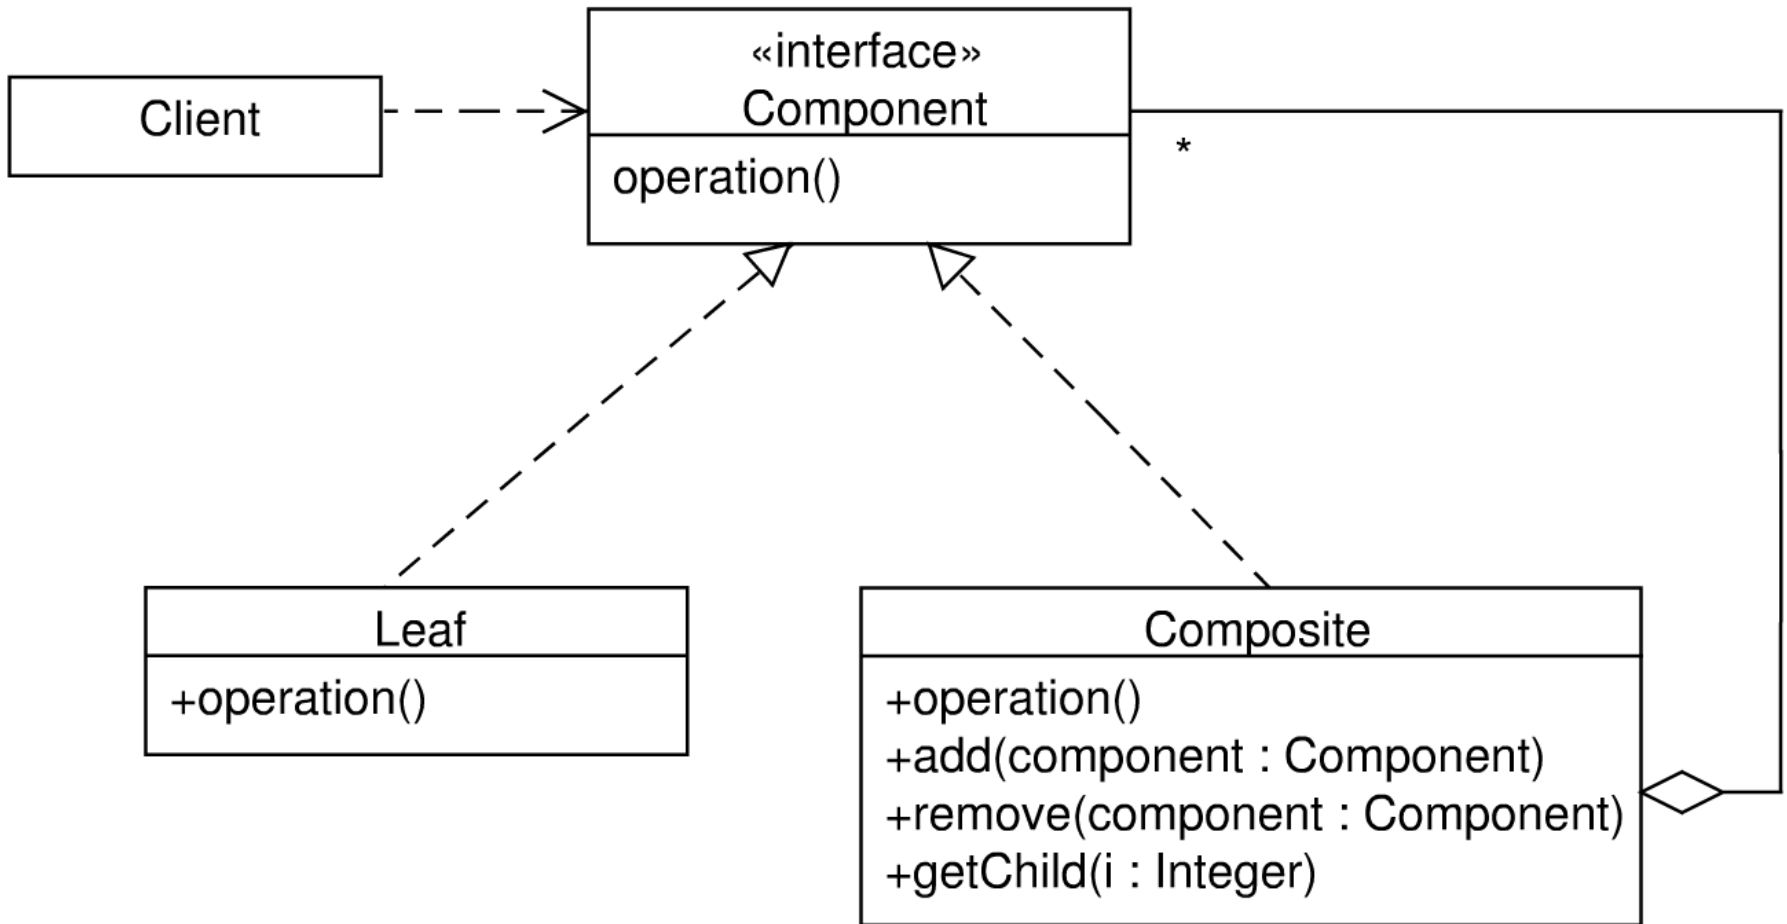 «interface»
Component
Client
*
operation()
Leaf
+operation()
Composite
+operation()
+add(component : Component)
+remove(component : Component)
+getChild(i : Integer)